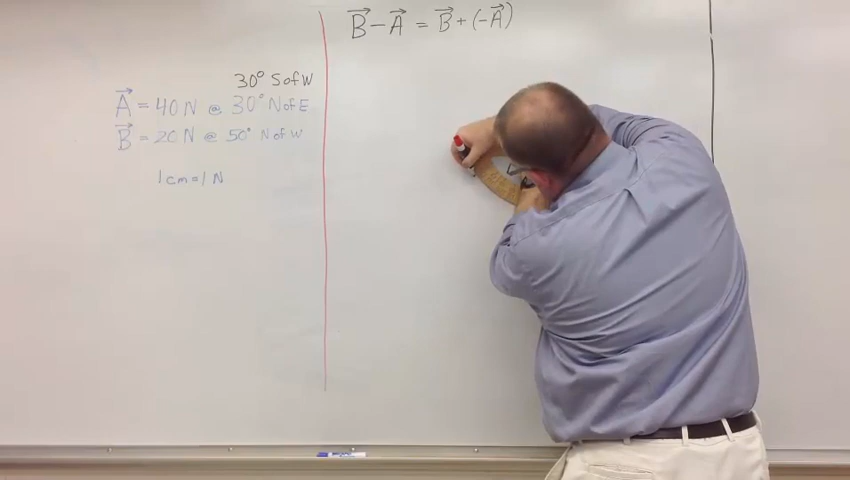 B⃗ - A⃗ = B⃗ + (-A⃗)
30° S of W
A⃗ = 40 N @ 30° N of E
B⃗ = 20 N @ 50° N of W
1 cm = 1 N